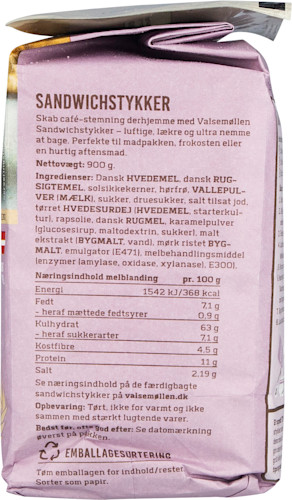 SANDWICHSTYKKER
Skab café-stemning derhjemme med Valsemøllen
Sandwichstykker – luftige, lækre og ultra nemme
at bage. Perfekte til madpakken, frokosten eller
en hurtig aftensmad.
Nettovægt: 900 g.
Ingredienser: Dansk HVEDEMEL, dansk RUG-
SIGTEMEL, solsikkekerner, hørfrø, VALLEPUL-
VER (MÆLK), sukker, druesukker, salt tilsat jod,
tørret HVEDESURDEJ (HVEDEMEL, starterkul-
tur), rapsolie, dansk RUGMEL, karamelpulver
(glucosesirup, maltodextrin, sukker), malt
ekstrakt (BYGMALT, vand), mørk ristet BYG-
MALT, emulgator (E471), melbehandlingsmiddel
(enzymer (amylase, oxidase, xylanase), E300).
Næringsindhold melblanding pr. 100 g
Energi 1542 kJ/368 kcal
Fedt 7,1 g
- heraf mættede fedtsyrer 0,9 g
Kulhydrat 63 g
- heraf sukkerarter 7,1 g
Kostfibre 4,5 g
Protein 11 g
Salt 2,19 g
Se næringsindhold på de færdigbagte
sandwichstykker på valsemøllen.dk
Opbevaring: Tørt, ikke for varmt og ikke
sammen med stærkt lugtende varer.
Bedst før, ofte god efter: Se datomærkning
øverst på pakken.
EMBALLAGESORTERING
Tøm emballagen for indhold/rester.
Sorter som papir.